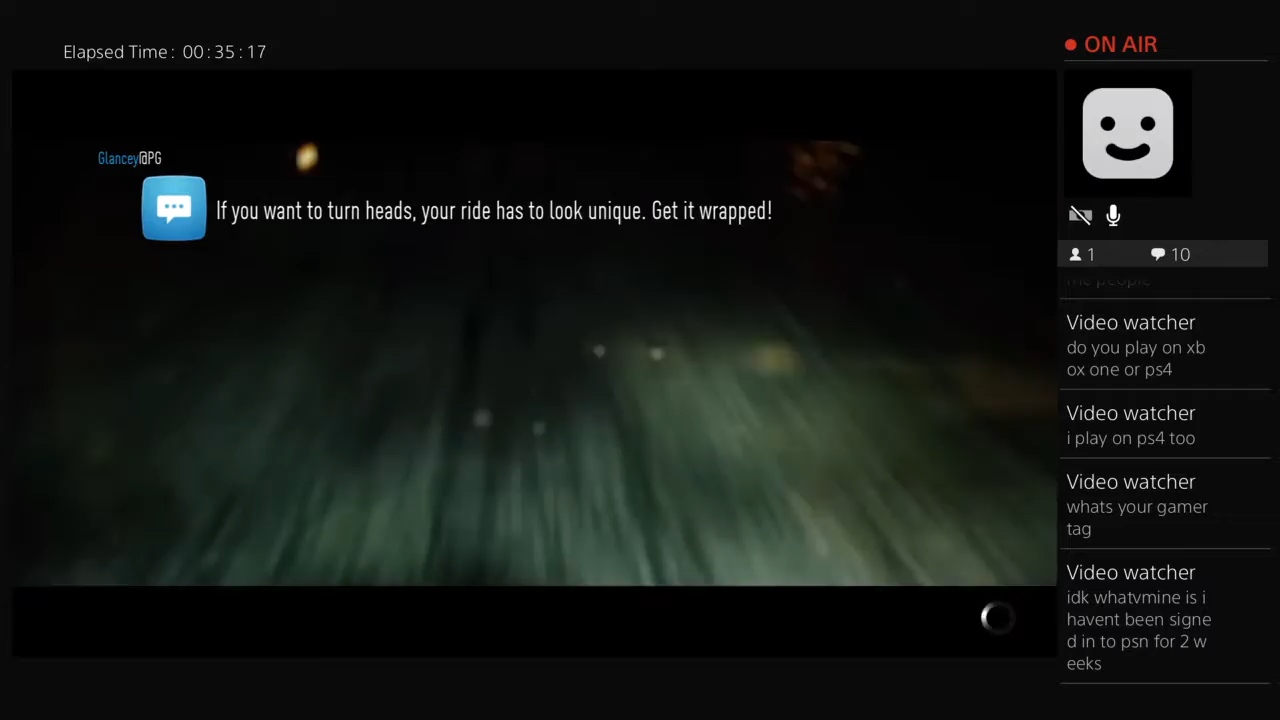 Elapsed Time: 00:35:17
ON AIR
Glancey@PG
If you want to turn heads, your ride has to look unique. Get it wrapped!
1 10
me people
Video watcher
do you play on xb
ox one or ps4
Video watcher
i play on ps4 too
Video watcher
whats your gamer
tag
Video watcher
idk whatvmine is i
havent been signe
d in to psn for 2 w
eeks